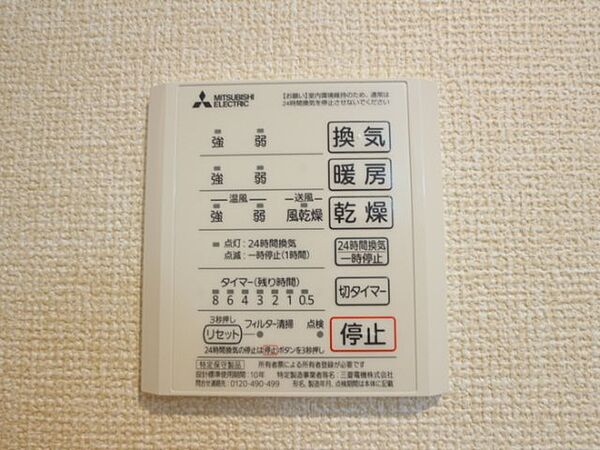 MITSUBISHI
ELECTRIC
【お願い】室内環境維持のため、通常は
24時間換気を停止させないでください
強 弱 換気
強 弱 暖房
温風 送風
強 弱 風乾燥 乾燥
点灯:24時間換気
点滅:一時停止(1時間)
24時間換気
一時停止
タイマー(残り時間)
8 6 4 3 2 1 0.5
切タイマー
3秒押し
リセット フィルター清掃 点検
停止
24時間換気の停止は停止ボタンを3秒押し
特定保守製品 所有者票による所有者登録が必要です
設計標準使用期間:10年 特定製造事業者等名:三菱電機株式会社
問合せ連絡先:0120-490-499 形名、製造年月、点検期間は本体に記載